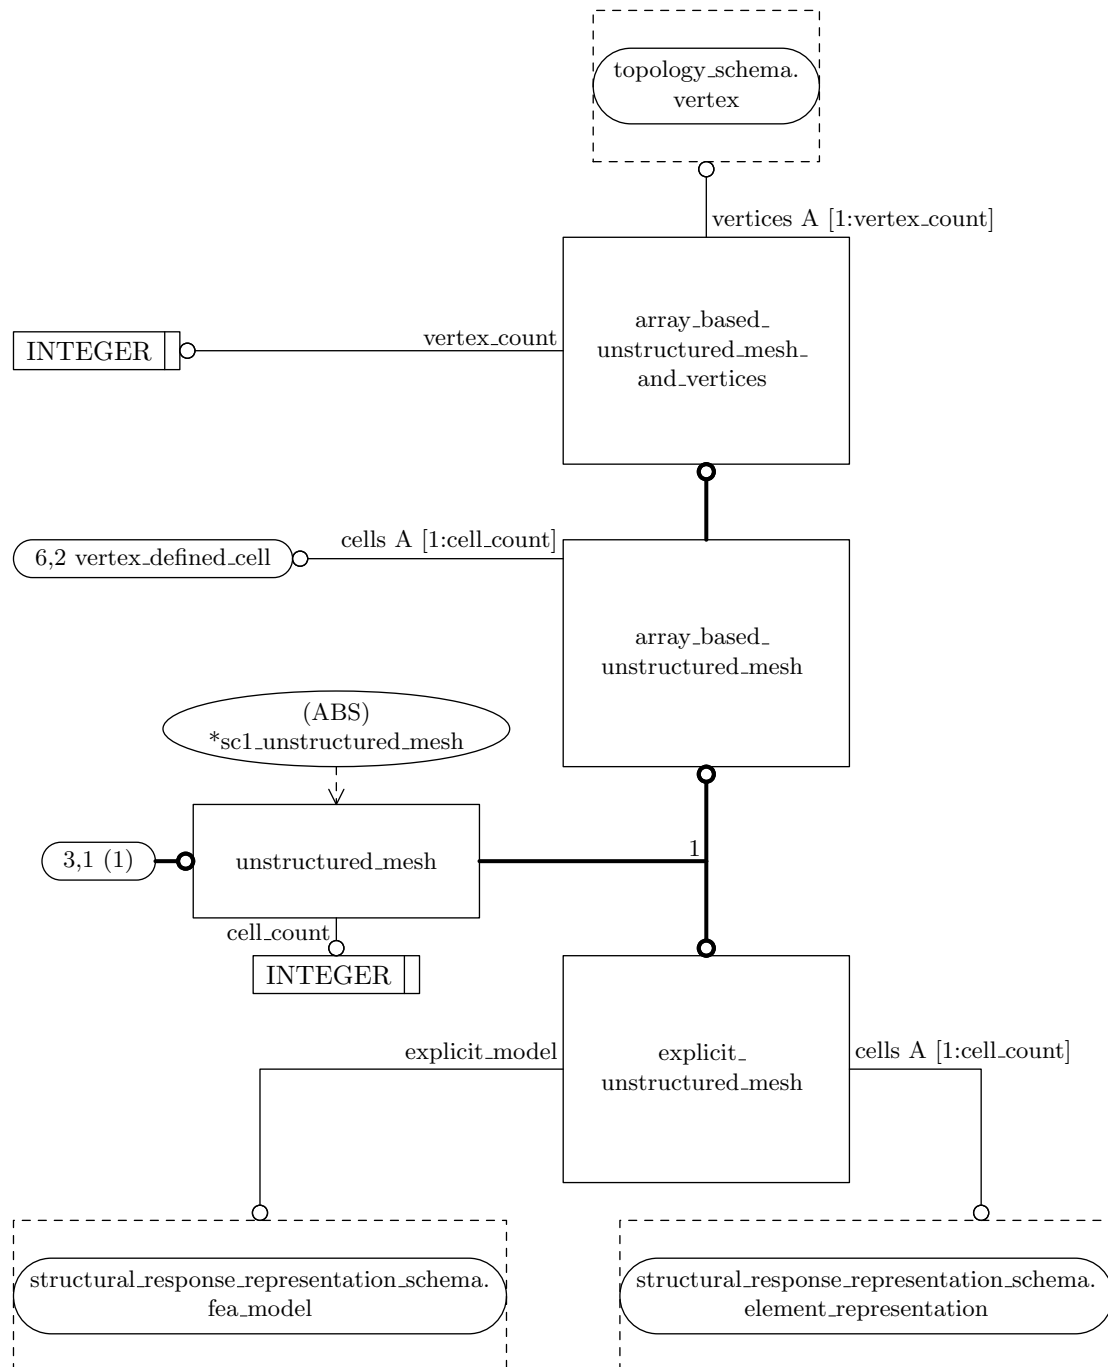 topology_schema.
vertex
vertices A [1:vertex_count]
array_based_
unstructured_mesh_
and_vertices
vertex_count
INTEGER
cells A [1:cell_count]
6,2 vertex_defined_cell
array_based_
unstructured_mesh
(ABS)
*sc1_unstructured_mesh
3,1 (1)
unstructured_mesh
1
cell_count
INTEGER
explicit_model
explicit_
unstructured_mesh
cells A [1:cell_count]
structural_response_representation_schema.
fea_model
structural_response_representation_schema.
element_representation